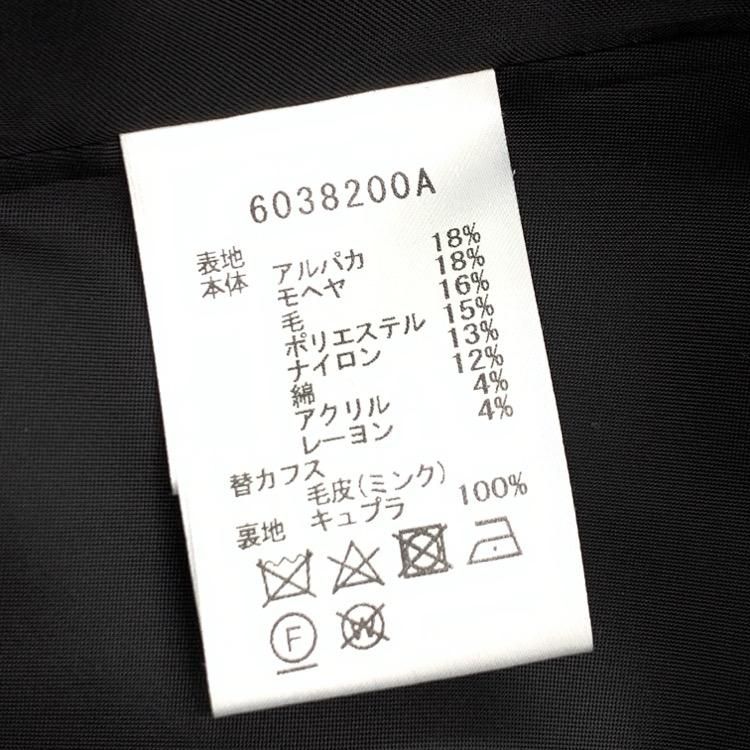 6038200A
表地 アルパカ 18%
本体 モヘヤ 18%
毛 16%
ポリエステル 15%
ナイロン 13%
綿 12%
アクリル 4%
レーヨン 4%
替カフス
毛皮(ミンク)
裏地 キュプラ 100%
F W